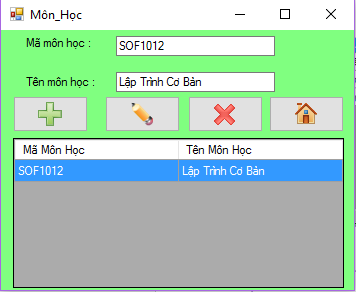 Môn_Học
Mã môn học : SOF1012
Tên môn học : Lập Trình Cơ Bản
Mã Môn Học Tên Môn Học
SOF1012 Lập Trình Cơ Bản